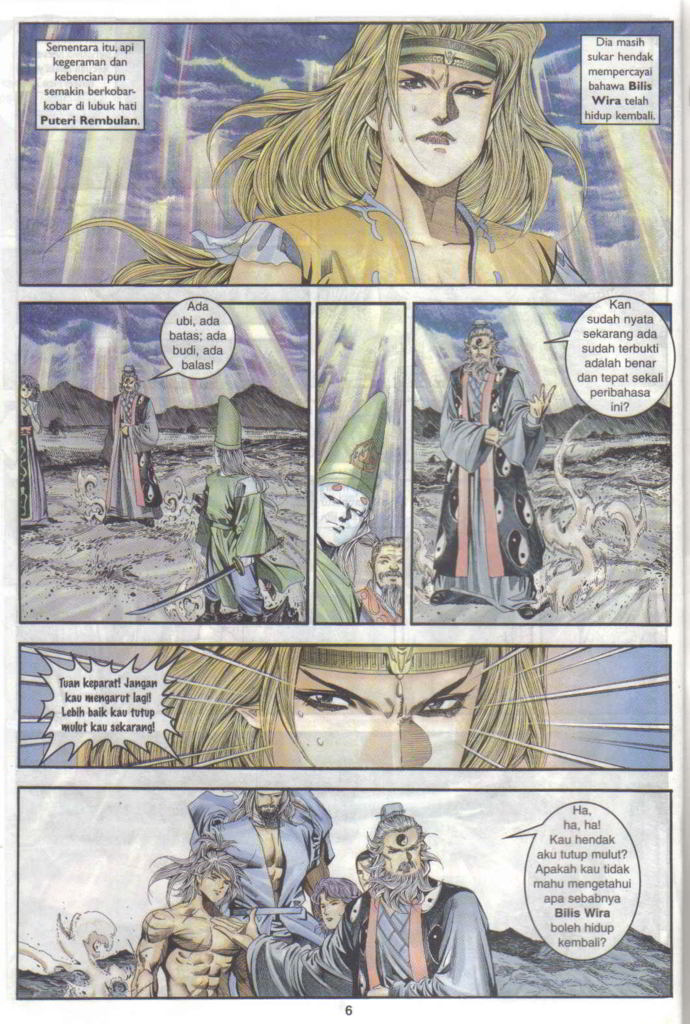 Sementara itu, api
kegeraman dan
kebencian pun
semakin berkobar-
kobar di lubuk hati
Puteri Rembulan.
Dia masih
sukar hendak
mempercayai
bahawa Bilis
Wira telah
hidup kembali.
Ada
ubi, ada
batas; ada
budi, ada
balas!
Kan
sudah nyata
sekarang ada
sudah terbukti
adalah benar
dan tepat sekali
peribahasa
ini?
Tuan keparat! Jangan
kau mengarut lagi!
Lebih baik kau tutup
mulut kau sekarang!
Ha,
ha, ha!
Kau hendak
aku tutup mulut?
Apakah kau tidak
mahu mengetahui
apa sebabnya
Bilis Wira
boleh hidup
kembali?
6